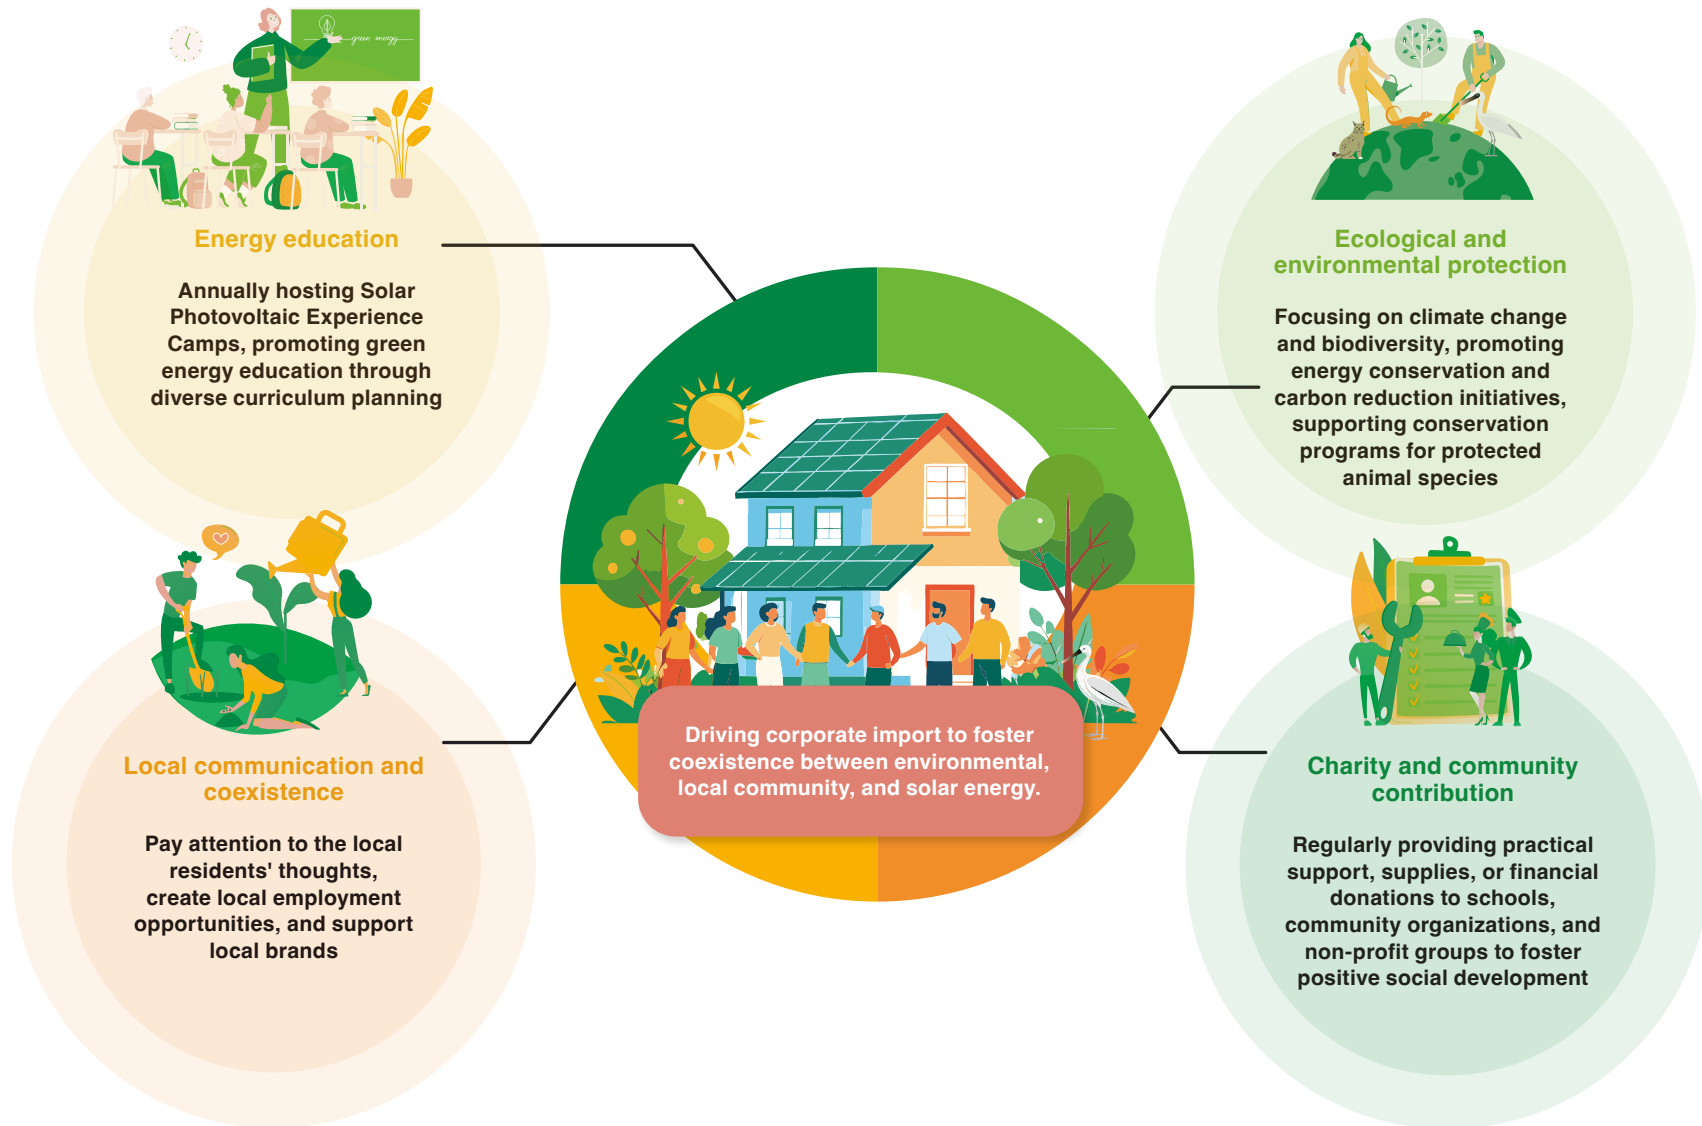 green energy
Energy education
Annually hosting Solar
Photovoltaic Experience
Camps, promoting green
energy education through
diverse curriculum planning
Ecological and
environmental protection
Focusing on climate change
and biodiversity, promoting
energy conservation and
carbon reduction initiatives,
supporting conservation
programs for protected
animal species
Driving corporate import to foster
coexistence between environmental,
local community, and solar energy.
Local communication and
coexistence
Pay attention to the local
residents' thoughts,
create local employment
opportunities, and support
local brands
Charity and community
contribution
Regularly providing practical
support, supplies, or financial
donations to schools,
community organizations, and
non-profit groups to foster
positive social development